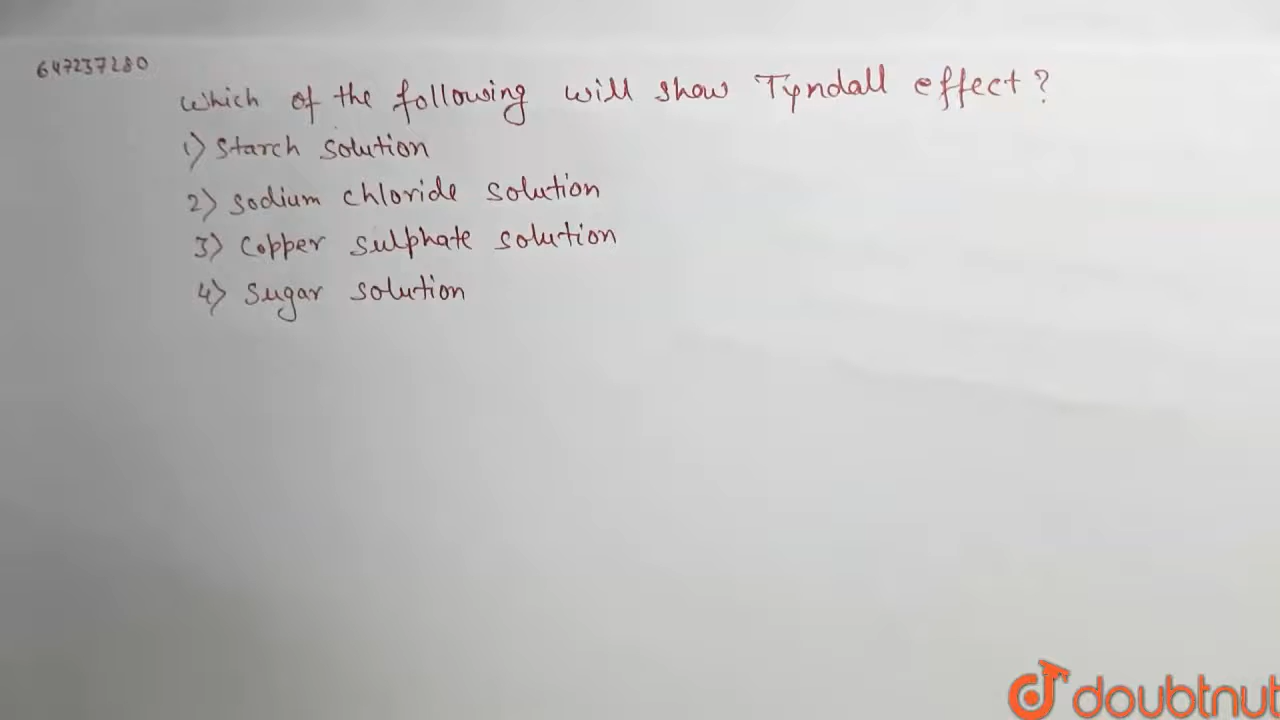 647237280
Which of the following will show Tyndall effect?
1) Starch solution
2) Sodium chloride solution
3) Copper sulphate solution
4) Sugar solution
doubtnut